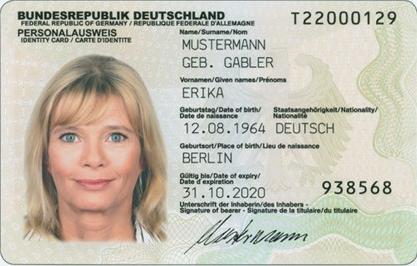 BUNDESREPUBLIK DEUTSCHLAND
FEDERAL REPUBLIC OF GERMANY / REPUBLIQUE FEDERALE D'ALLEMAGNE
PERSONALAUSWEIS
IDENTITY CARD / CARTE D'IDENTITE
T22000129
Name/Surname/Nom
MUSTERMANN
GEB. GABLER
Vornamen/Given names/Prénoms
ERIKA
Geburtstag/Date of birth/ Staatsangehörigkeit/Nationality/
Date de naissance Nationalité
12.08.1964 DEUTSCH
Geburtsort/Place of birth/Lieu de naissance
BERLIN
Gültig bis/Date of expiry/
Date d'expiration
31.10.2020 938568
Unterschrift der Inhaberin/des Inhabers -
Signature of bearer - Signature de la titulaire/du titulaire
Mustermann